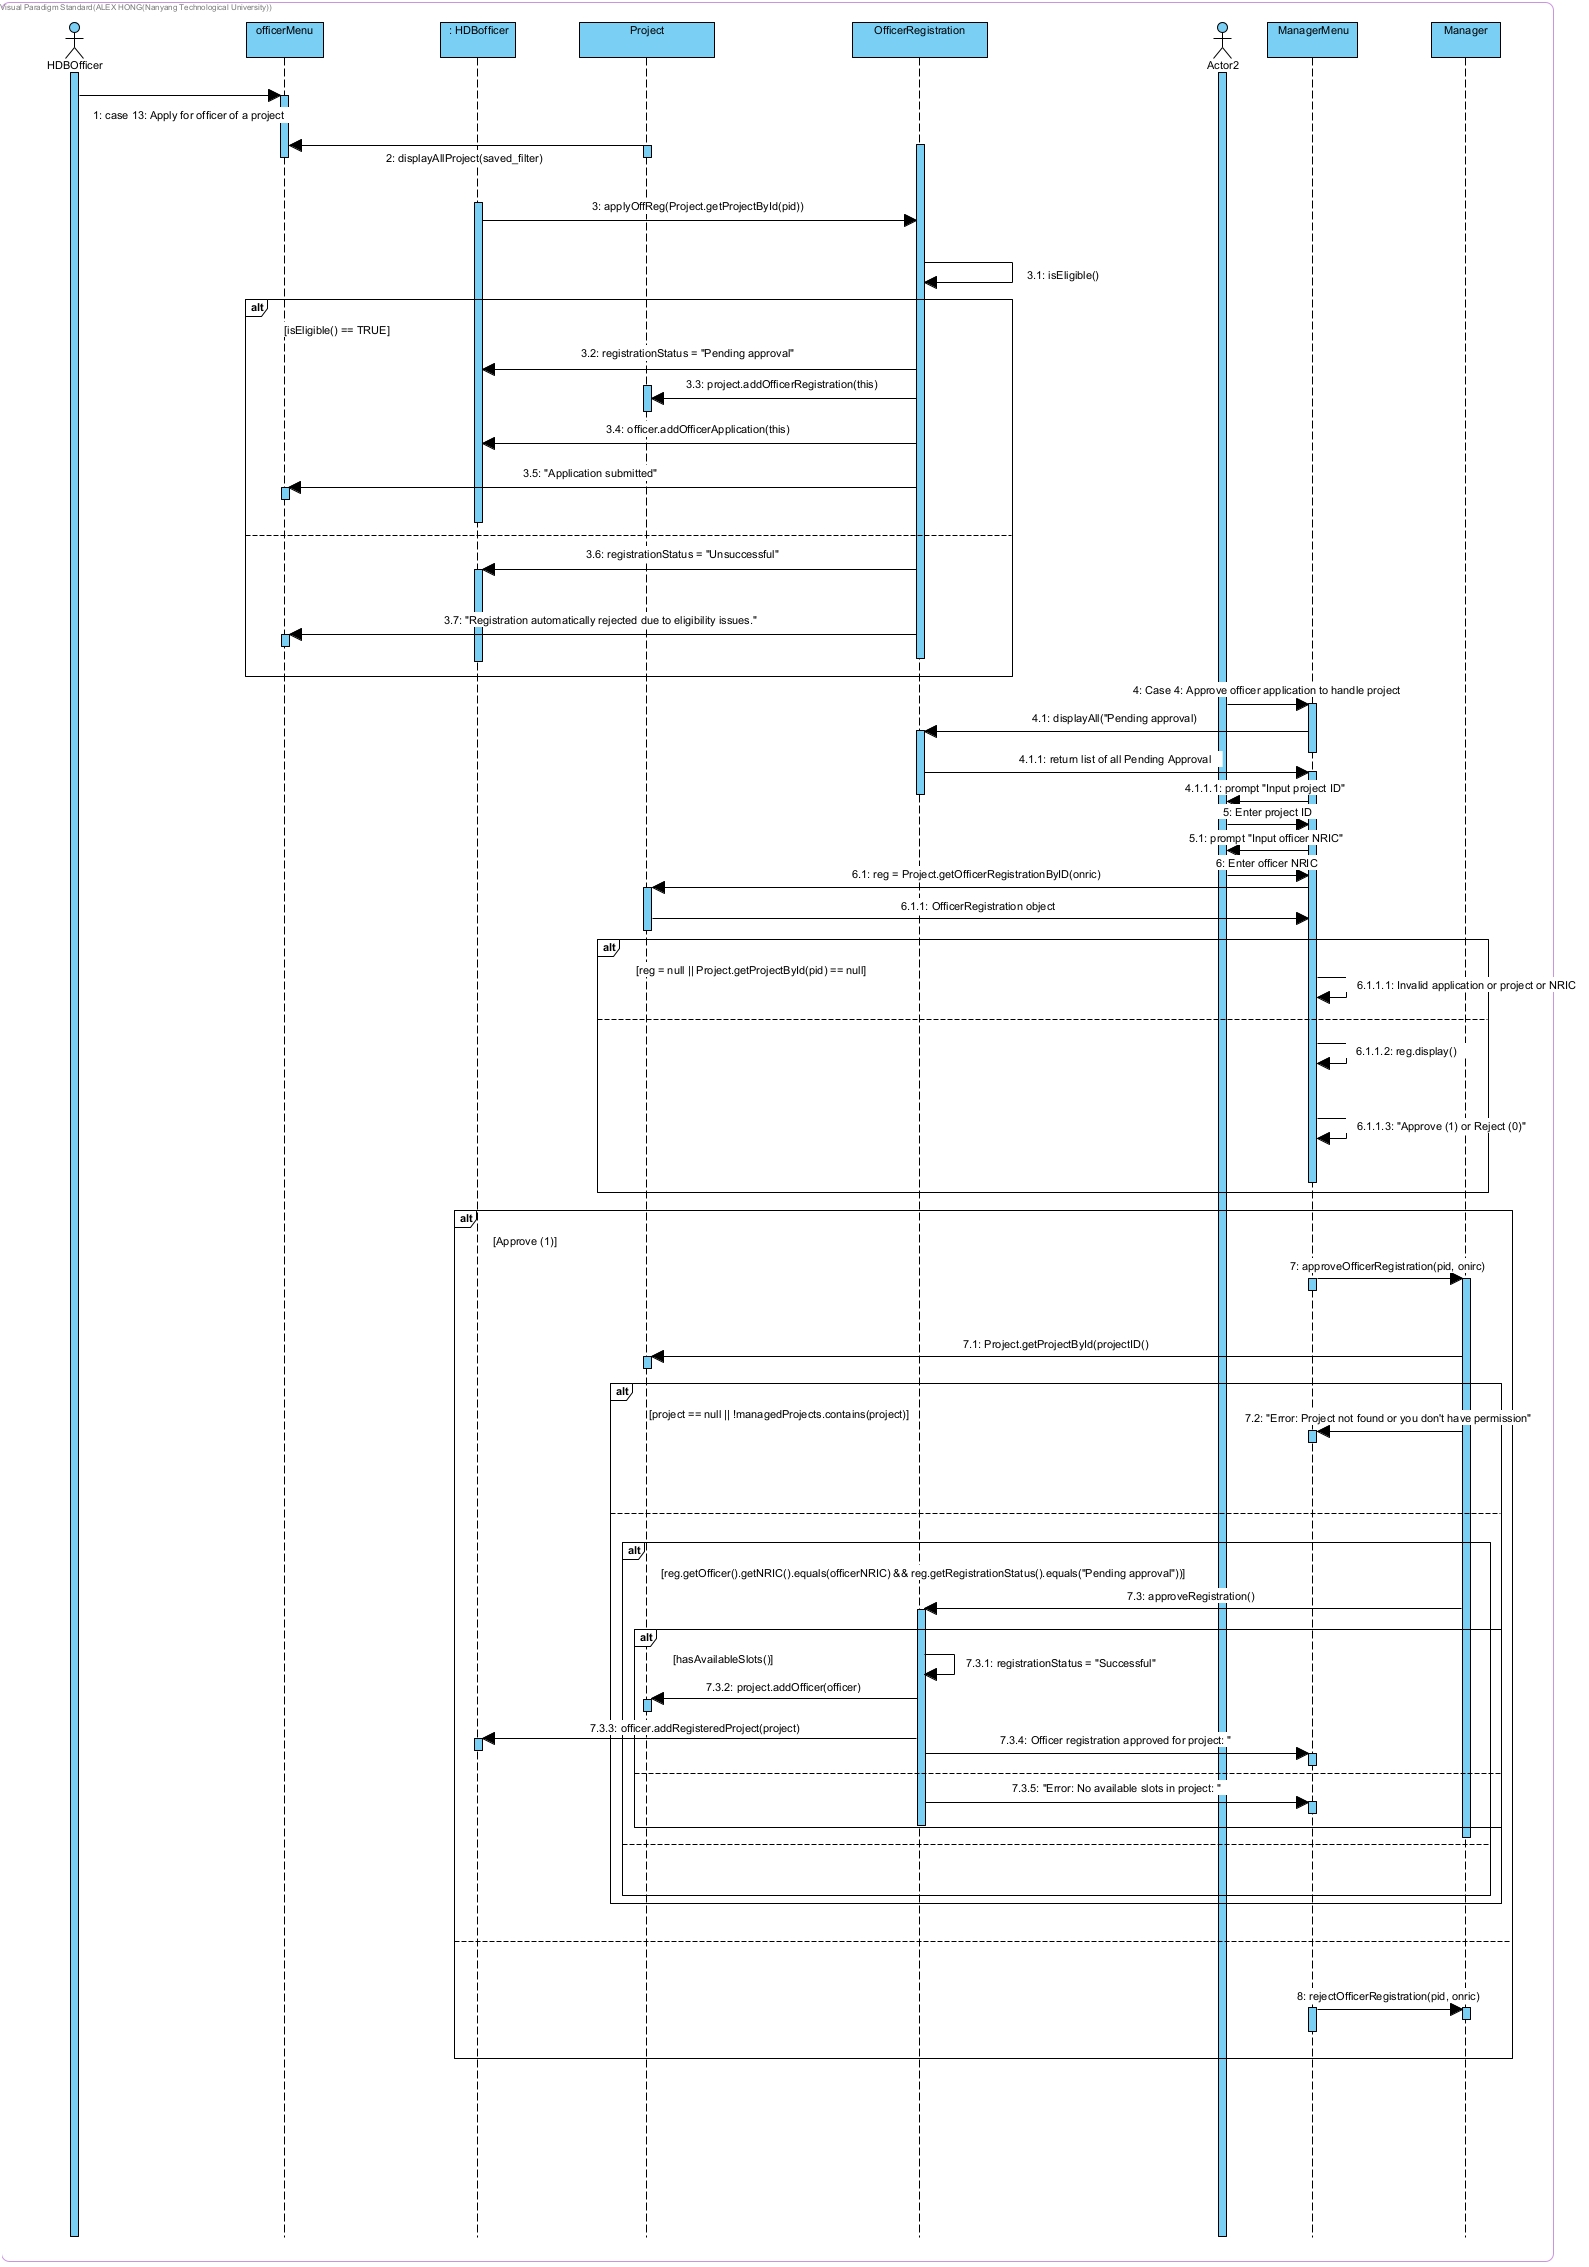 Visual Paradigm Standard(ALEX HONG(Nanyang Technological University))
HDBOfficer
officerMenu
: HDBofficer
Project
OfficerRegistration
Actor2
ManagerMenu
Manager
1: case 13: Apply for officer of a project
2: displayAllProject(saved_filter)
3: applyOffReg(Project.getProjectById(pid))
3.1: isEligible()
alt
[isEligible() == TRUE]
3.2: registrationStatus = "Pending approval"
3.3: project.addOfficerRegistration(this)
3.4: officer.addOfficerApplication(this)
3.5: "Application submitted"
3.6: registrationStatus = "Unsuccessful"
3.7: "Registration automatically rejected due to eligibility issues."
4: Case 4: Approve officer application to handle project
4.1: displayAll("Pending approval)
4.1.1: return list of all Pending Approval
4.1.1.1: prompt "Input project ID"
5: Enter project ID
5.1: prompt "Input officer NRIC"
6: Enter officer NRIC
6.1: reg = Project.getOfficerRegistrationByID(onric)
6.1.1: OfficerRegistration object
alt
[reg = null || Project.getProjectById(pid) == null]
6.1.1.1: Invalid application or project or NRIC
6.1.1.2: reg.display()
6.1.1.3: "Approve (1) or Reject (0)"
alt
[Approve (1)]
7: approveOfficerRegistration(pid, onirc)
7.1: Project.getProjectById(projectID()
alt
[project == null || !managedProjects.contains(project)]
7.2: "Error: Project not found or you don't have permission"
alt
[reg.getOfficer().getNRIC().equals(officerNRIC) && reg.getRegistrationStatus().equals("Pending approval"))]
7.3: approveRegistration()
alt
[hasAvailableSlots()]
7.3.1: registrationStatus = "Successful"
7.3.2: project.addOfficer(officer)
7.3.3: officer.addRegisteredProject(project)
7.3.4: Officer registration approved for project: "
7.3.5: "Error: No available slots in project: "
8: rejectOfficerRegistration(pid, onric)